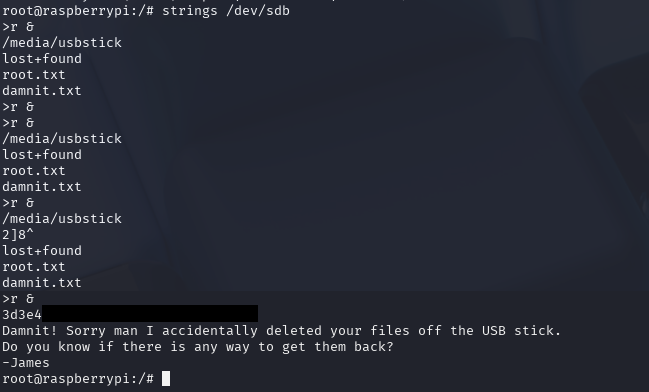 root@raspberrypi:/# strings /dev/sdb
>r &
/media/usbstick
lost+found
root.txt
damnit.txt
>r &
>r &
/media/usbstick
lost+found
root.txt
damnit.txt
>r &
/media/usbstick
2]8^
lost+found
root.txt
damnit.txt
>r &
3d3e4
Damnit! Sorry man I accidentally deleted your files off the USB stick.
Do you know if there is any way to get them back?
-James
root@raspberrypi:/#